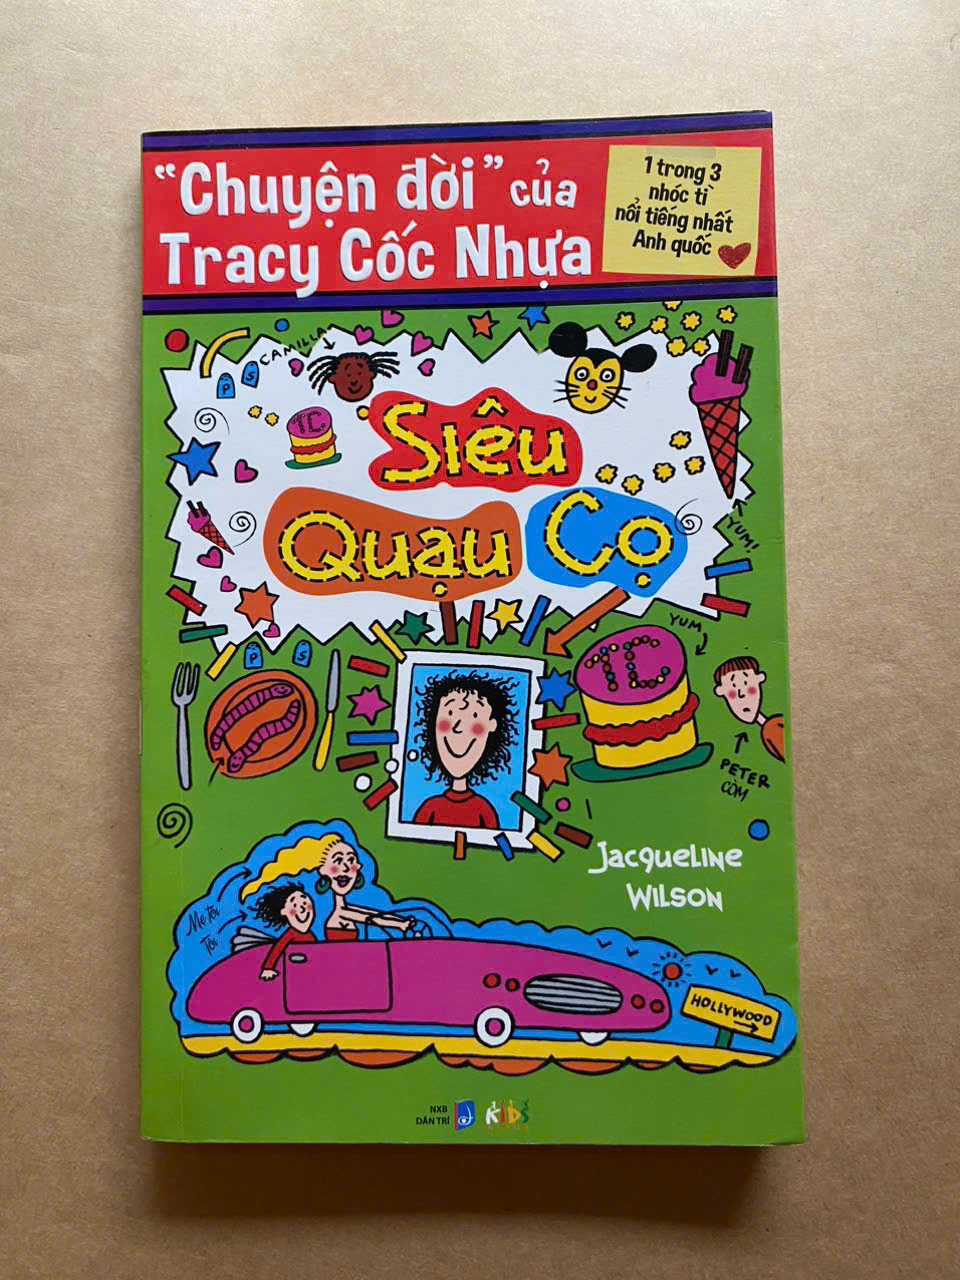 "Chuyện đời" của
Tracy Cốc Nhựa
1 trong 3
nhóc tì
nổi tiếng nhất
Anh quốc
CAMILLA
P S
TC
Siêu
Quạu Cọ
YUM!
YUM
P S
TC
PETER
CÒM
Jacqueline
WILSON
Mẹ tôi
Tôi
HOLLYWOOD
NXB
DÂN TRÍ
KIDS